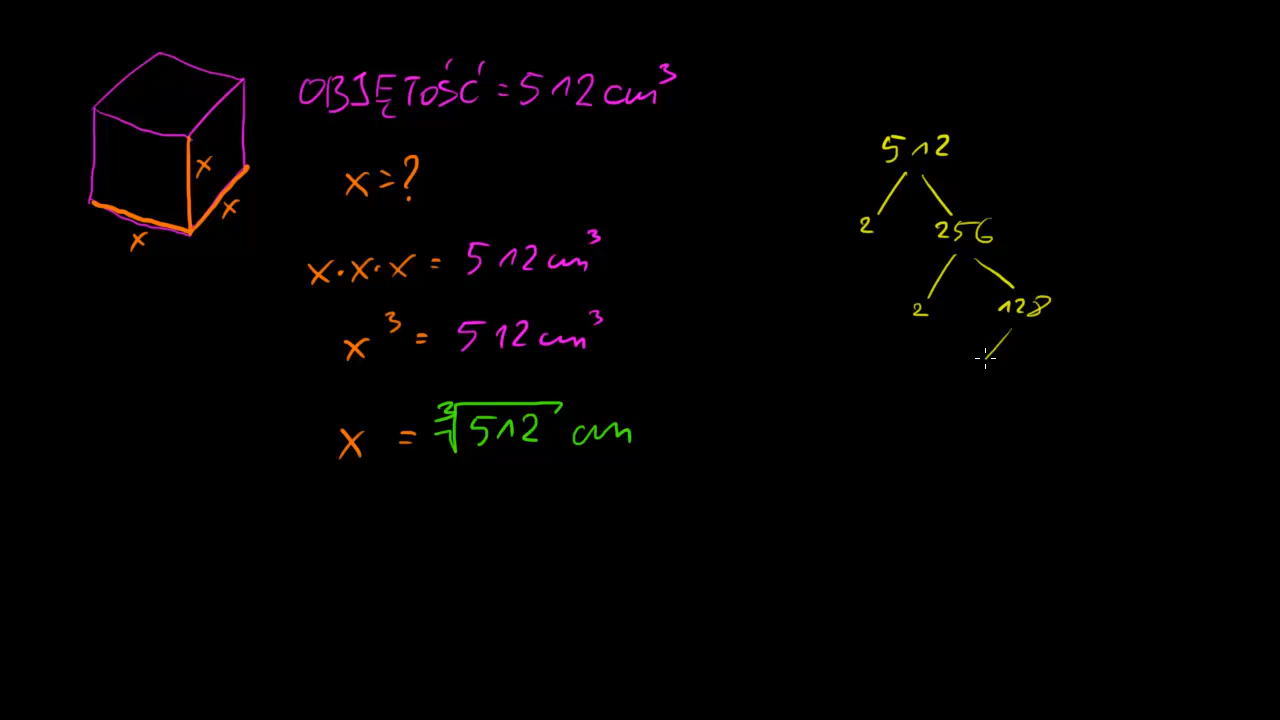 OBJĘTOŚĆ = 512 cm³
x = ?
x · x · x = 512 cm³
x³ = 512 cm³
x = ∛512 cm
x
x
x
512
2 256
2 128